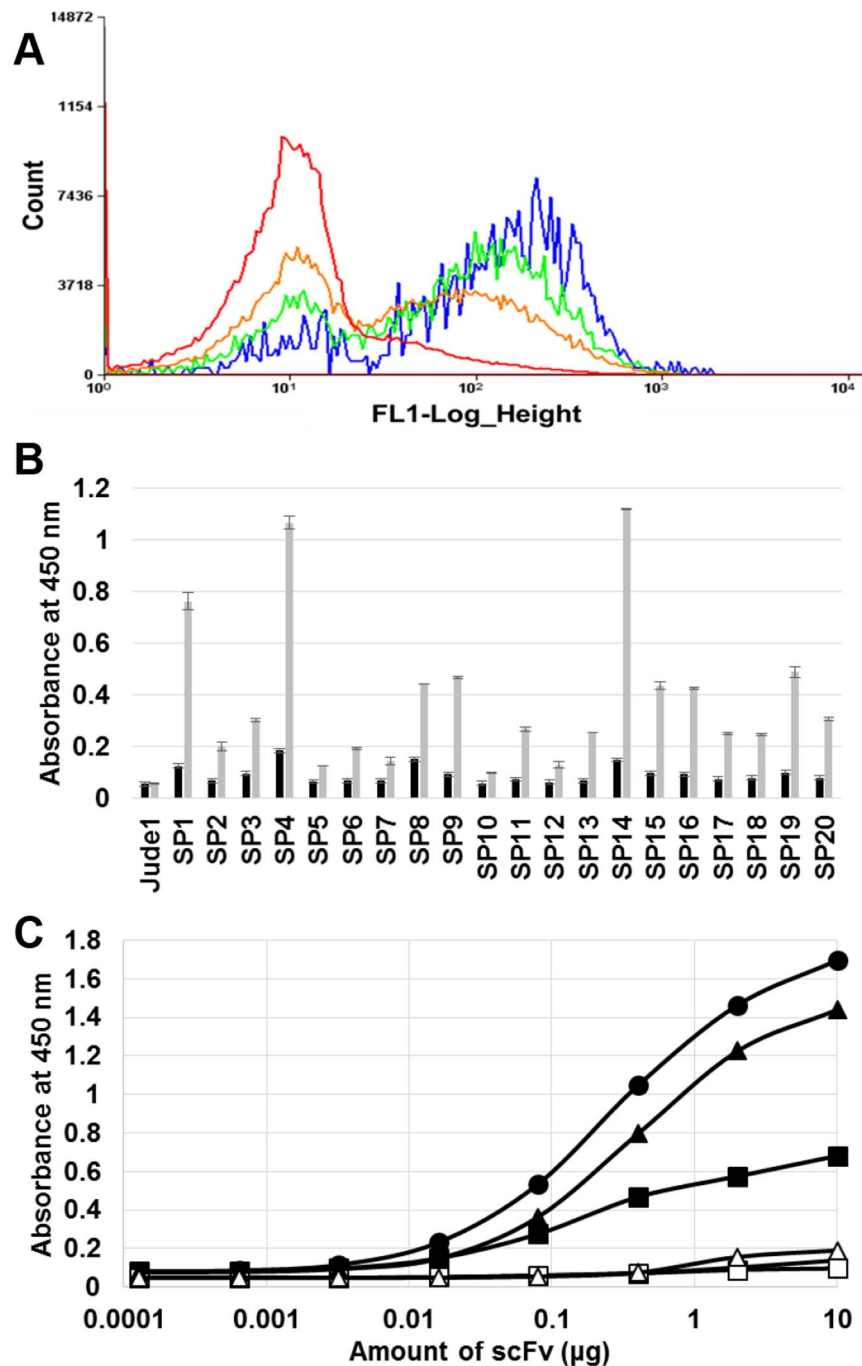 A
14872
1154
7436
3718
0
Count
10⁰
10¹
10²
10³
10⁴
FL1-Log_Height
B
1.2
1
0.8
0.6
0.4
0.2
0
Absorbance at 450 nm
Jude1
SP1
SP2
SP3
SP4
SP5
SP6
SP7
SP8
SP9
SP10
SP11
SP12
SP13
SP14
SP15
SP16
SP17
SP18
SP19
SP20
C
1.8
1.6
1.4
1.2
1
0.8
0.6
0.4
0.2
0
Absorbance at 450 nm
0.0001
0.001
0.01
0.1
1
10
Amount of scFv (µg)